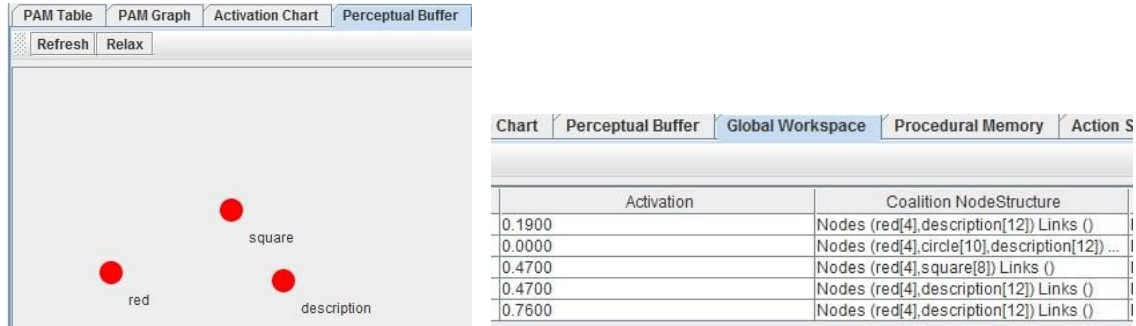 PAM Table PAM Graph Activation Chart Perceptual Buffer
Refresh Relax
square
red
description
Chart Perceptual Buffer Global Workspace Procedural Memory Action S
Activation Coalition NodeStructure
0.1900 Nodes (red[4],description[12]) Links ()
0.0000 Nodes (red[4],circle[10],description[12]) ...
0.4700 Nodes (red[4],square[8]) Links ()
0.4700 Nodes (red[4],description[12]) Links ()
0.7600 Nodes (red[4],description[12]) Links ()